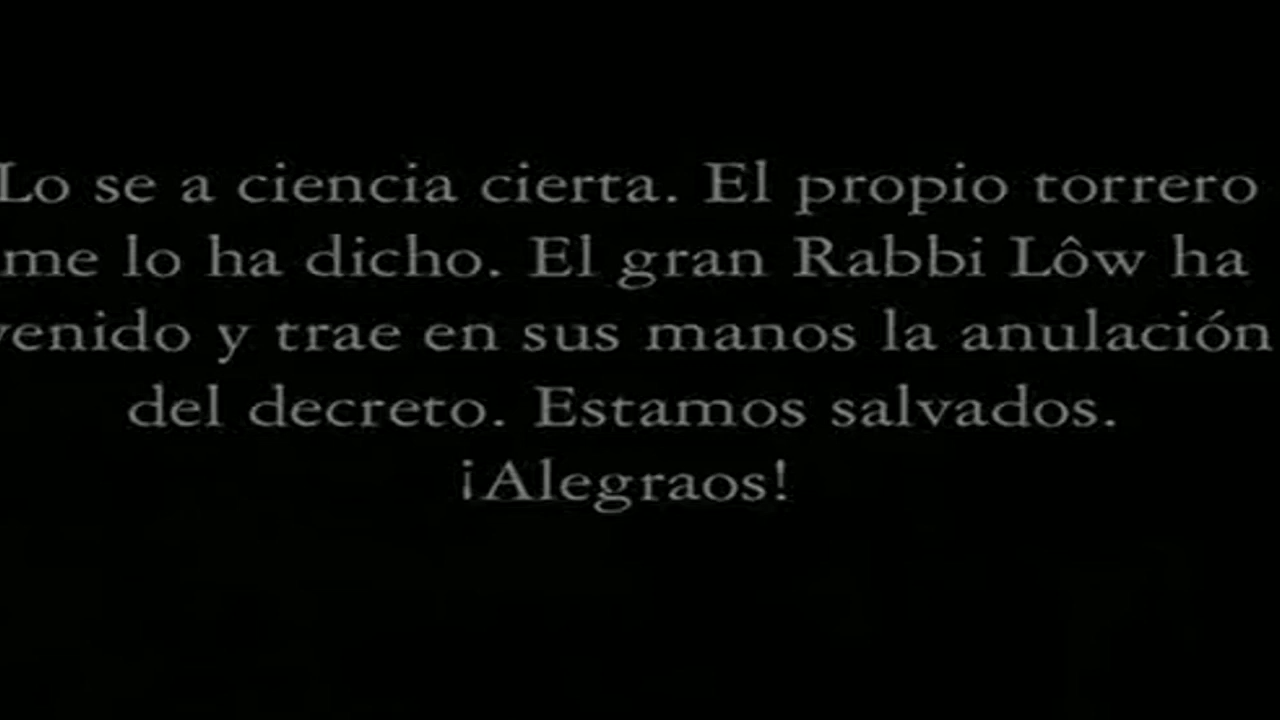 Lo se a ciencia cierta. El propio torrero
me lo ha dicho. El gran Rabbi Lôw ha
venido y trae en sus manos la anulación
del decreto. Estamos salvados.
¡Alegraos!